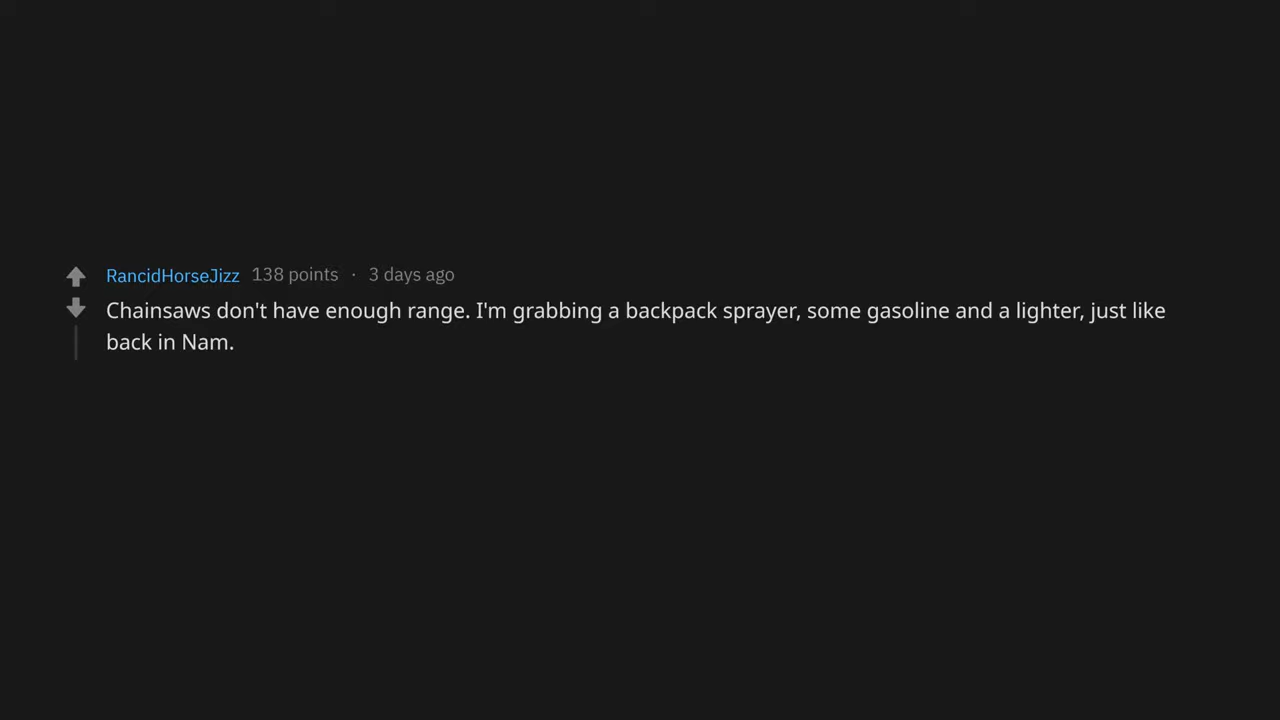 RancidHorseJizz 138 points · 3 days ago
Chainsaws don't have enough range. I'm grabbing a backpack sprayer, some gasoline and a lighter, just like
back in Nam.